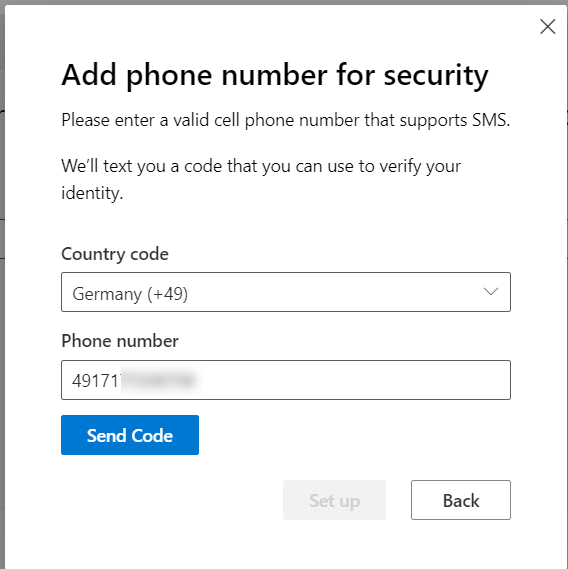 Add phone number for security
Please enter a valid cell phone number that supports SMS.
We'll text you a code that you can use to verify your
identity.
Country code
Germany (+49)
Phone number
49171
Send Code
Set up
Back